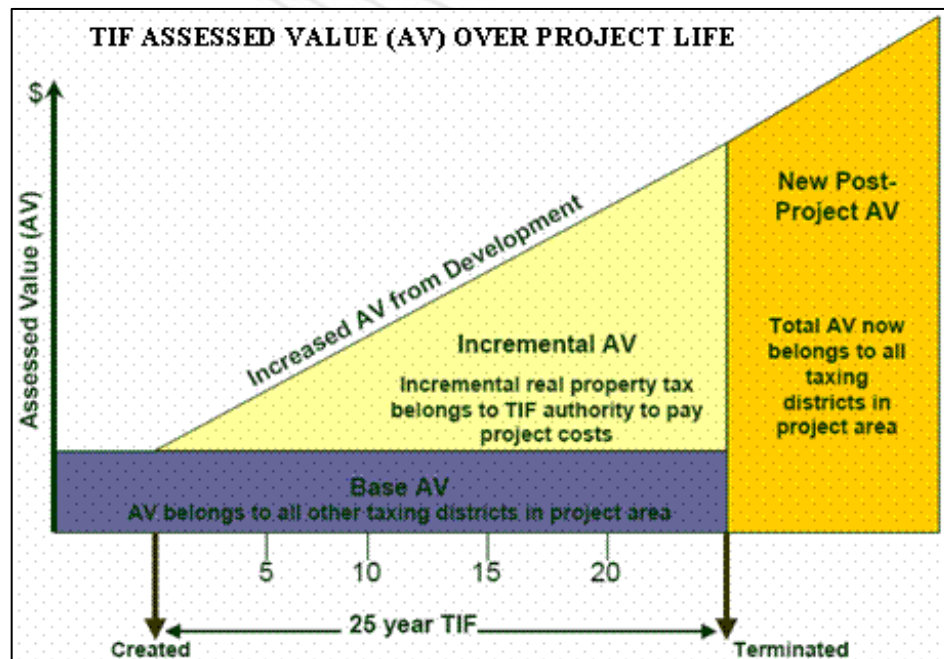 TIF ASSESSED VALUE (AV) OVER PROJECT LIFE
$
Assessed Value (AV)
Increased AV from Development
New Post-
Project AV
Incremental AV
Incremental real property tax
belongs to TIF authority to pay
project costs
Total AV now
belongs to all
taxing
districts in
project area
Base AV
AV belongs to all other taxing districts in project area
5 10 15 20
25 year TIF
Created Terminated